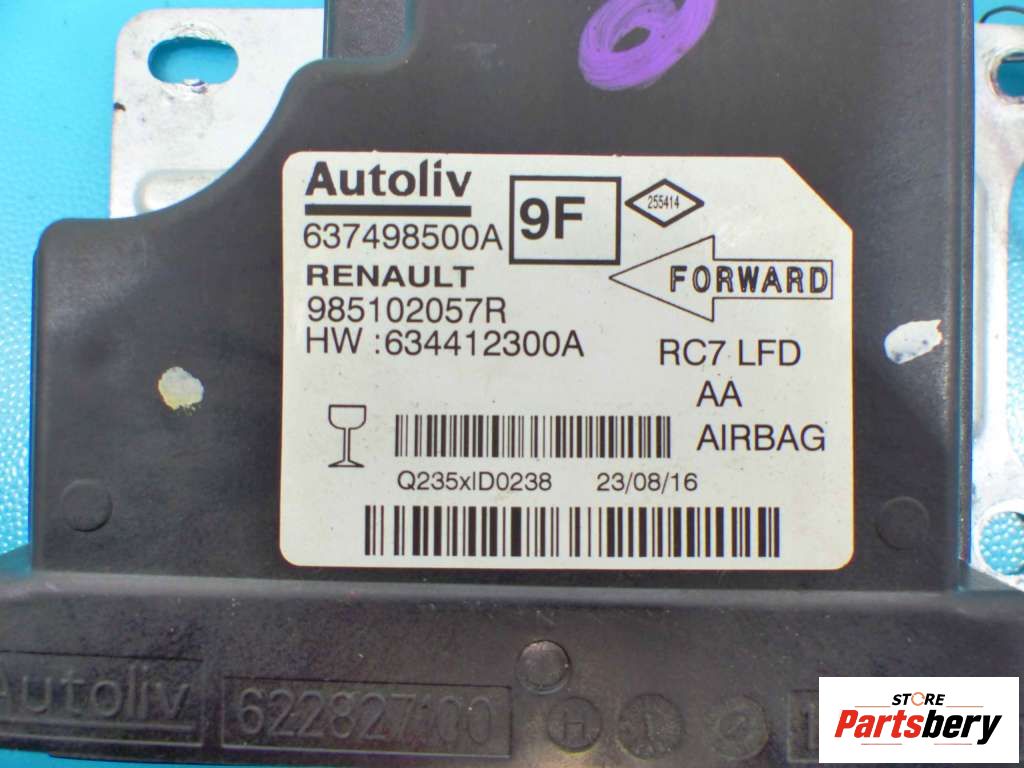 Autoliv
9F
255414
637498500A
RENAULT
FORWARD
985102057R
HW :634412300A
RC7 LFD
AA
AIRBAG
Q235xID0238 23/08/16
Autoliv
H
STORE
Partsbery